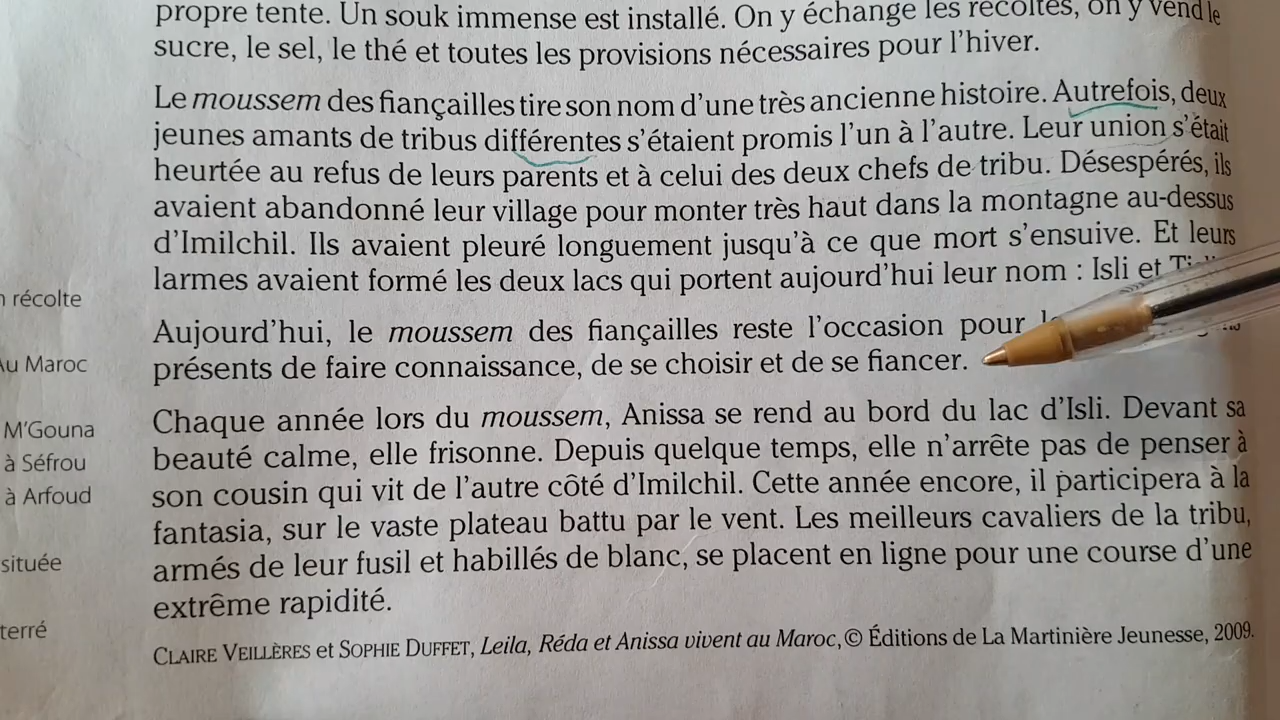 propre tente. Un souk immense est installé. On y échange les récoltes, on y vend le
sucre, le sel, le thé et toutes les provisions nécessaires pour l'hiver.
Le moussem des fiançailles tire son nom d'une très ancienne histoire. Autrefois, deux
jeunes amants de tribus différentes s'étaient promis l'un à l'autre. Leur union s'était
heurtée au refus de leurs parents et à celui des deux chefs de tribu. Désespérés, ils
avaient abandonné leur village pour monter très haut dans la montagne au-dessus
d'Imilchil. Ils avaient pleuré longuement jusqu'à ce que mort s'ensuive. Et leurs
larmes avaient formé les deux lacs qui portent aujourd'hui leur nom : Isli et
Aujourd'hui, le moussem des fiançailles reste l'occasion pour
présents de faire connaissance, de se choisir et de se fiancer.
Chaque année lors du moussem, Anissa se rend au bord du lac d'Isli. Devant sa
beauté calme, elle frisonne. Depuis quelque temps, elle n'arrête pas de penser à
son cousin qui vit de l'autre côté d'Imilchil. Cette année encore, il participera à la
fantasia, sur le vaste plateau battu par le vent. Les meilleurs cavaliers de la tribu,
armés de leur fusil et habillés de blanc, se placent en ligne pour une course d'une
extrême rapidité.
CLAIRE VEILLÈRES et SOPHIE DUFFET, Leila, Réda et Anissa vivent au Maroc, © Éditions de La Martinière Jeunesse, 2009.
récolte
Au Maroc
M'Gouna
à Séfrou
à Arfoud
située
terré